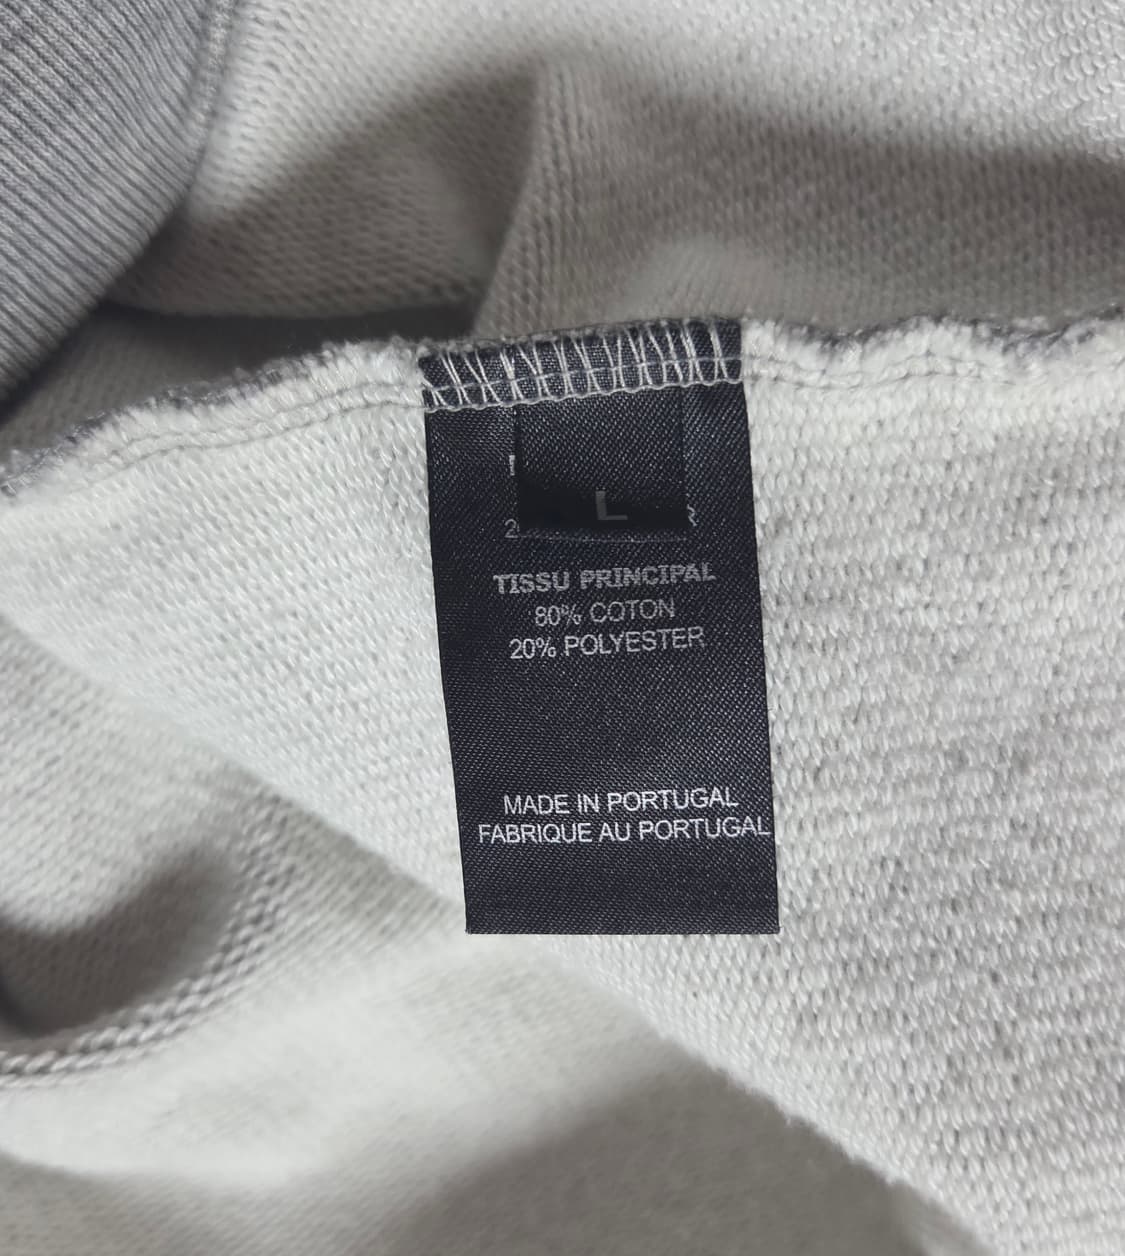 L
TISSU PRINCIPAL
80% COTON
20% POLYESTER
MADE IN PORTUGAL
FABRIQUE AU PORTUGAL